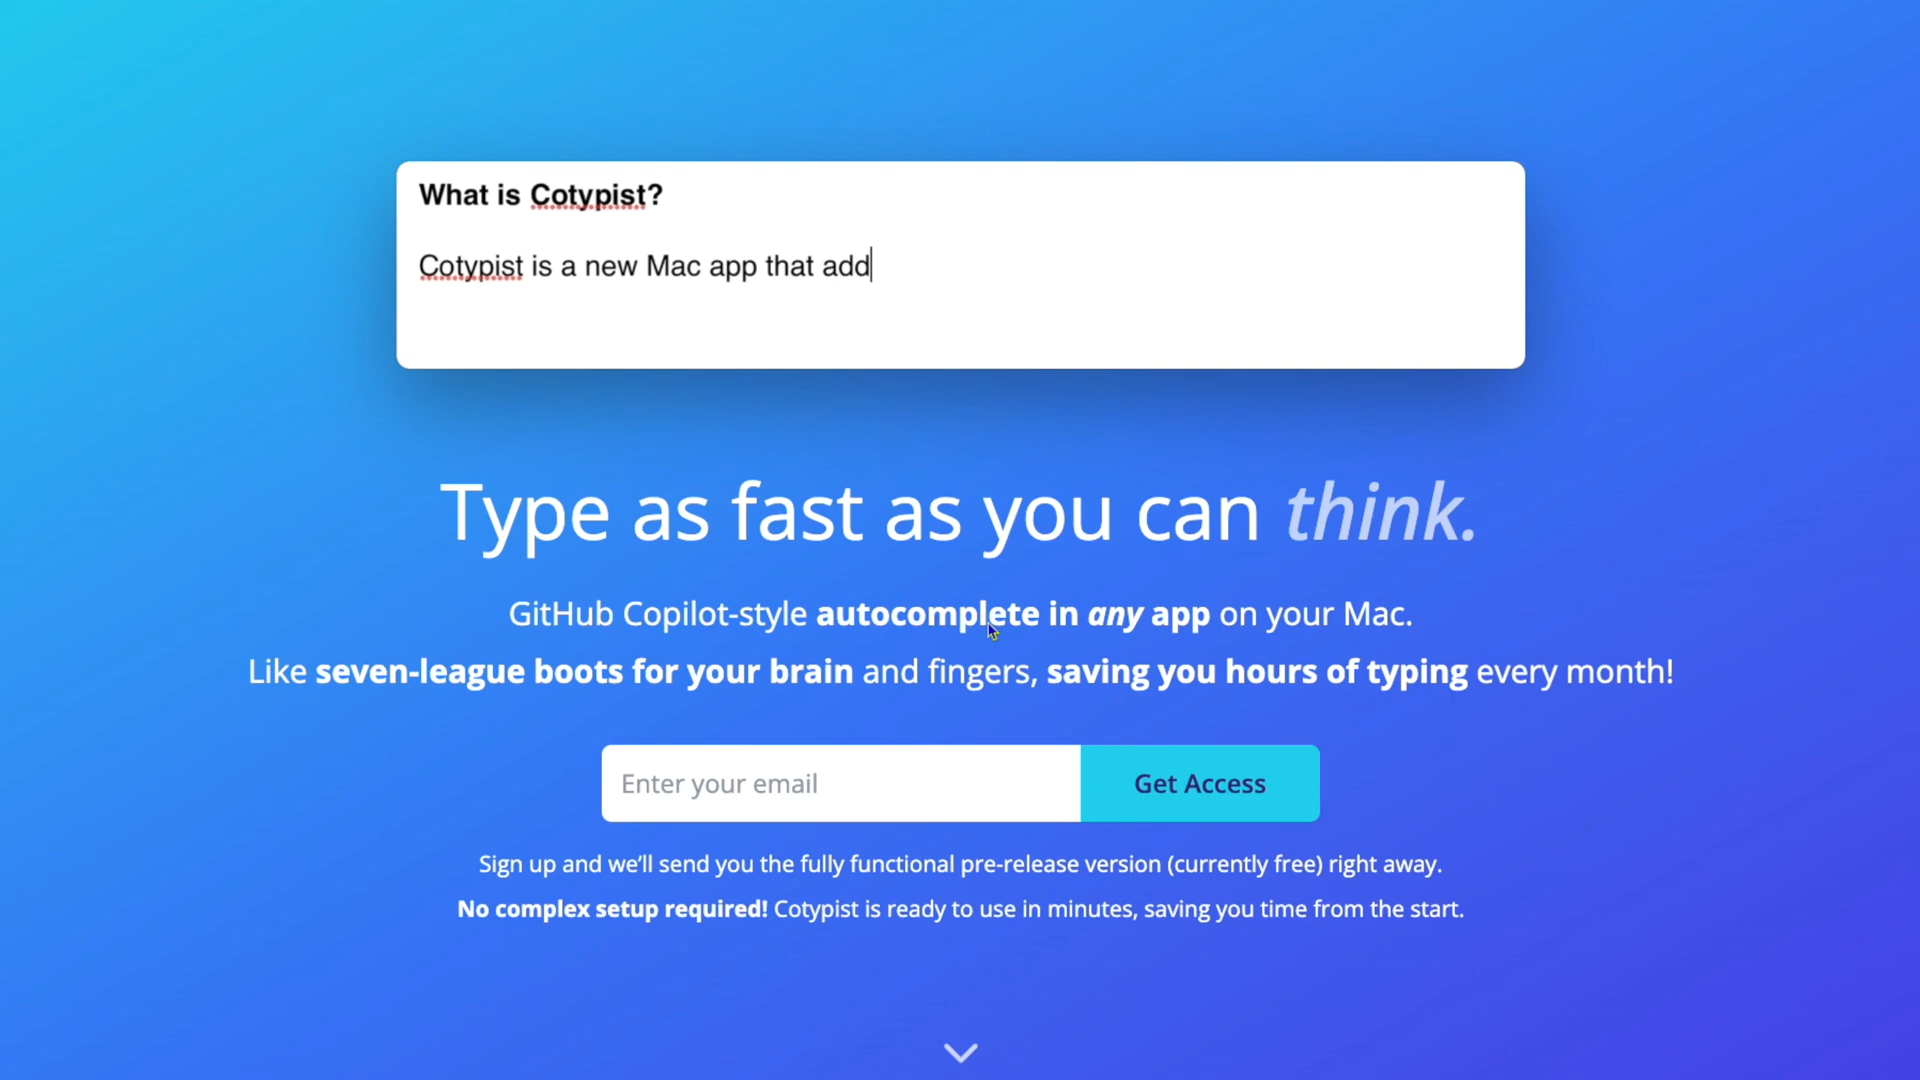 What is Cotypist?
Cotypist is a new Mac app that add
Type as fast as you can think.
GitHub Copilot-style autocomplete in any app on your Mac.
Like seven-league boots for your brain and fingers, saving you hours of typing every month!
Enter your email
Get Access
Sign up and we’ll send you the fully functional pre-release version (currently free) right away.
No complex setup required! Cotypist is ready to use in minutes, saving you time from the start.